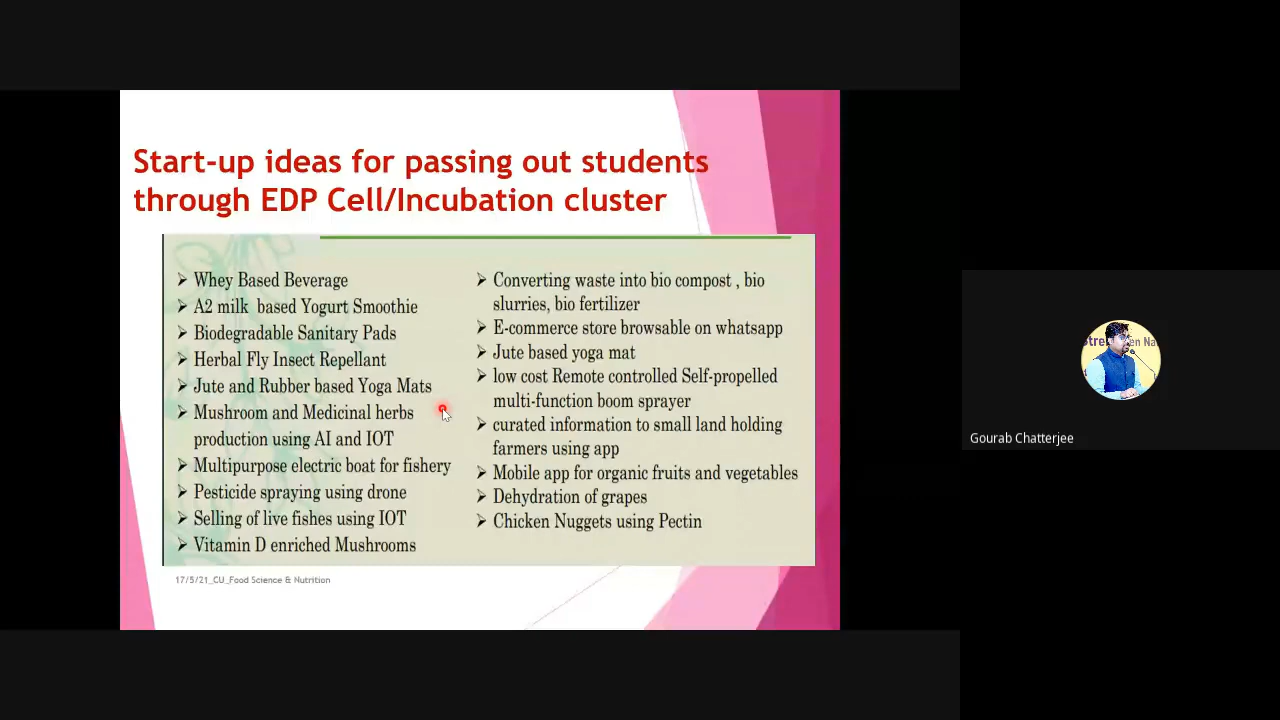 Start-up ideas for passing out students
through EDP Cell/Incubation cluster
➢ Whey Based Beverage
➢ A2 milk based Yogurt Smoothie
➢ Biodegradable Sanitary Pads
➢ Herbal Fly Insect Repellant
➢ Jute and Rubber based Yoga Mats
➢ Mushroom and Medicinal herbs
production using AI and IOT
➢ Multipurpose electric boat for fishery
➢ Pesticide spraying using drone
➢ Selling of live fishes using IOT
➢ Vitamin D enriched Mushrooms
➢ Converting waste into bio compost , bio
slurries, bio fertilizer
➢ E-commerce store browsable on whatsapp
➢ Jute based yoga mat
➢ low cost Remote controlled Self-propelled
multi-function boom sprayer
➢ curated information to small land holding
farmers using app
➢ Mobile app for organic fruits and vegetables
➢ Dehydration of grapes
➢ Chicken Nuggets using Pectin
17/5/21_CU_Food Science & Nutrition
Gourab Chatterjee